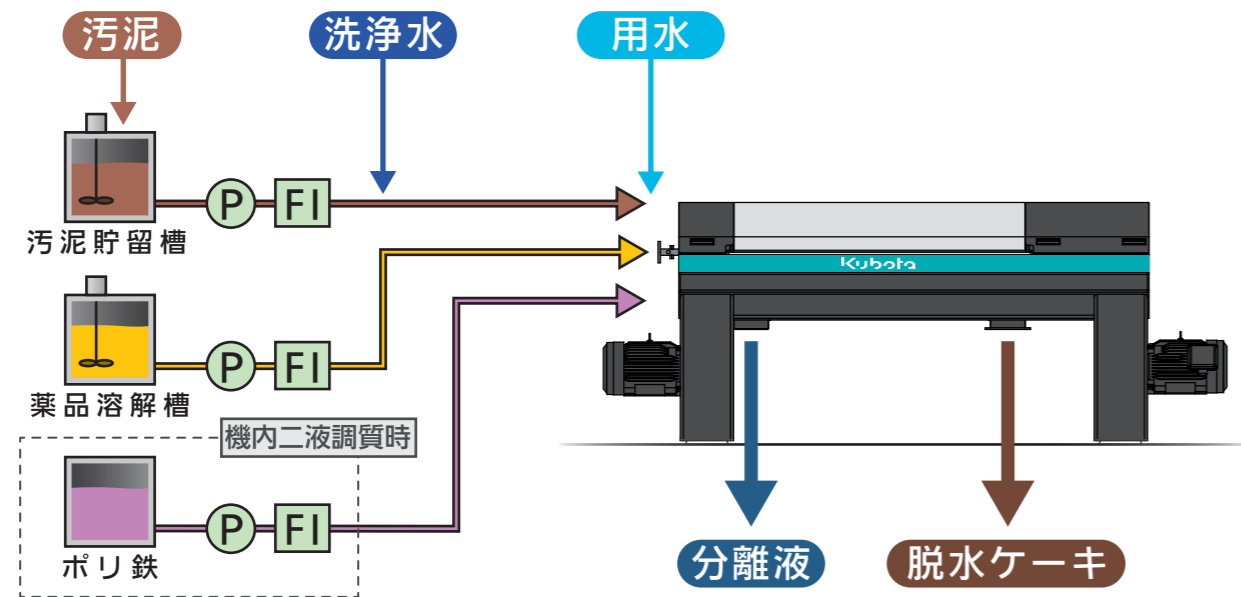 汚泥
洗浄水
用水
P
FI
汚泥貯留槽
Kubota
P
FI
薬品溶解槽
機内二液調質時
P
FI
ポリ鉄
分離液
脱水ケーキ